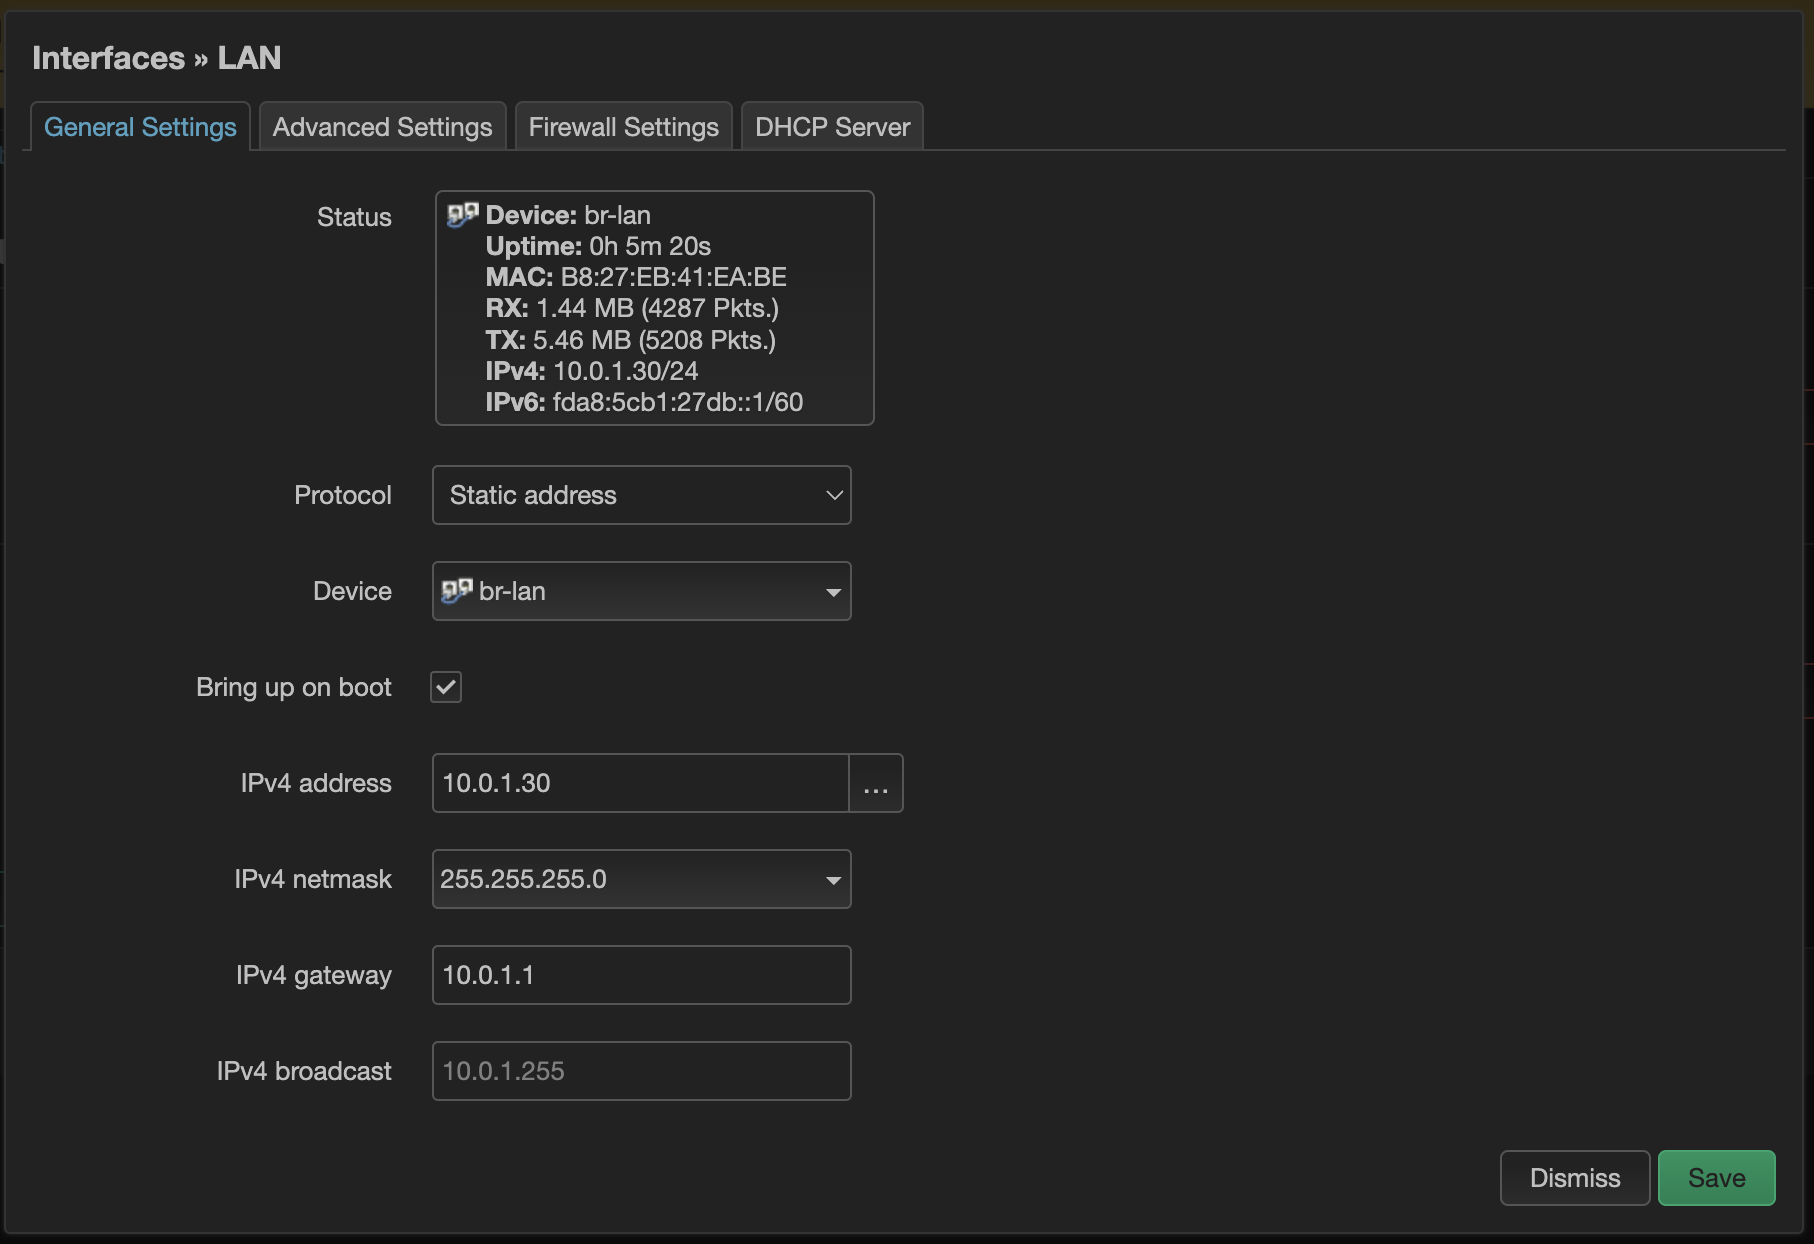 Interfaces » LAN
General Settings
Advanced Settings
Firewall Settings
DHCP Server
Status
Device: br-lan
Uptime: 0h 5m 20s
MAC: B8:27:EB:41:EA:BE
RX: 1.44 MB (4287 Pkts.)
TX: 5.46 MB (5208 Pkts.)
IPv4: 10.0.1.30/24
IPv6: fda8:5cb1:27db::1/60
Protocol
Static address
Device
br-lan
Bring up on boot
IPv4 address
10.0.1.30
...
IPv4 netmask
255.255.255.0
IPv4 gateway
10.0.1.1
IPv4 broadcast
10.0.1.255
Dismiss
Save